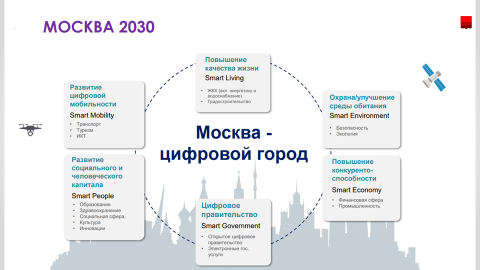 МОСКВА 2030
Повышение
качества жизни
Smart Living
• ЖКХ (вкл. энергетику и
водоснабжение)
• Градостроительство
Развитие
цифровой
мобильности
Smart Mobility
• Транспорт
• Туризм
• ИКТ
Охрана/улучшение
среды обитания
Smart Environment
• Безопасность
• Экология
Москва -
цифровой город
Развитие
социального и
человеческого
капитала
Smart People
• Образование
• Здравоохранение
• Социальная сфера,
• Культура
• Инновации
Повышение
конкуренто-
способности
Smart Economy
• Финансовая сфера
• Промышленность
Цифровое
правительство
Smart Government
• Открытое цифровое
правительство
• Электронные гос.
услуги